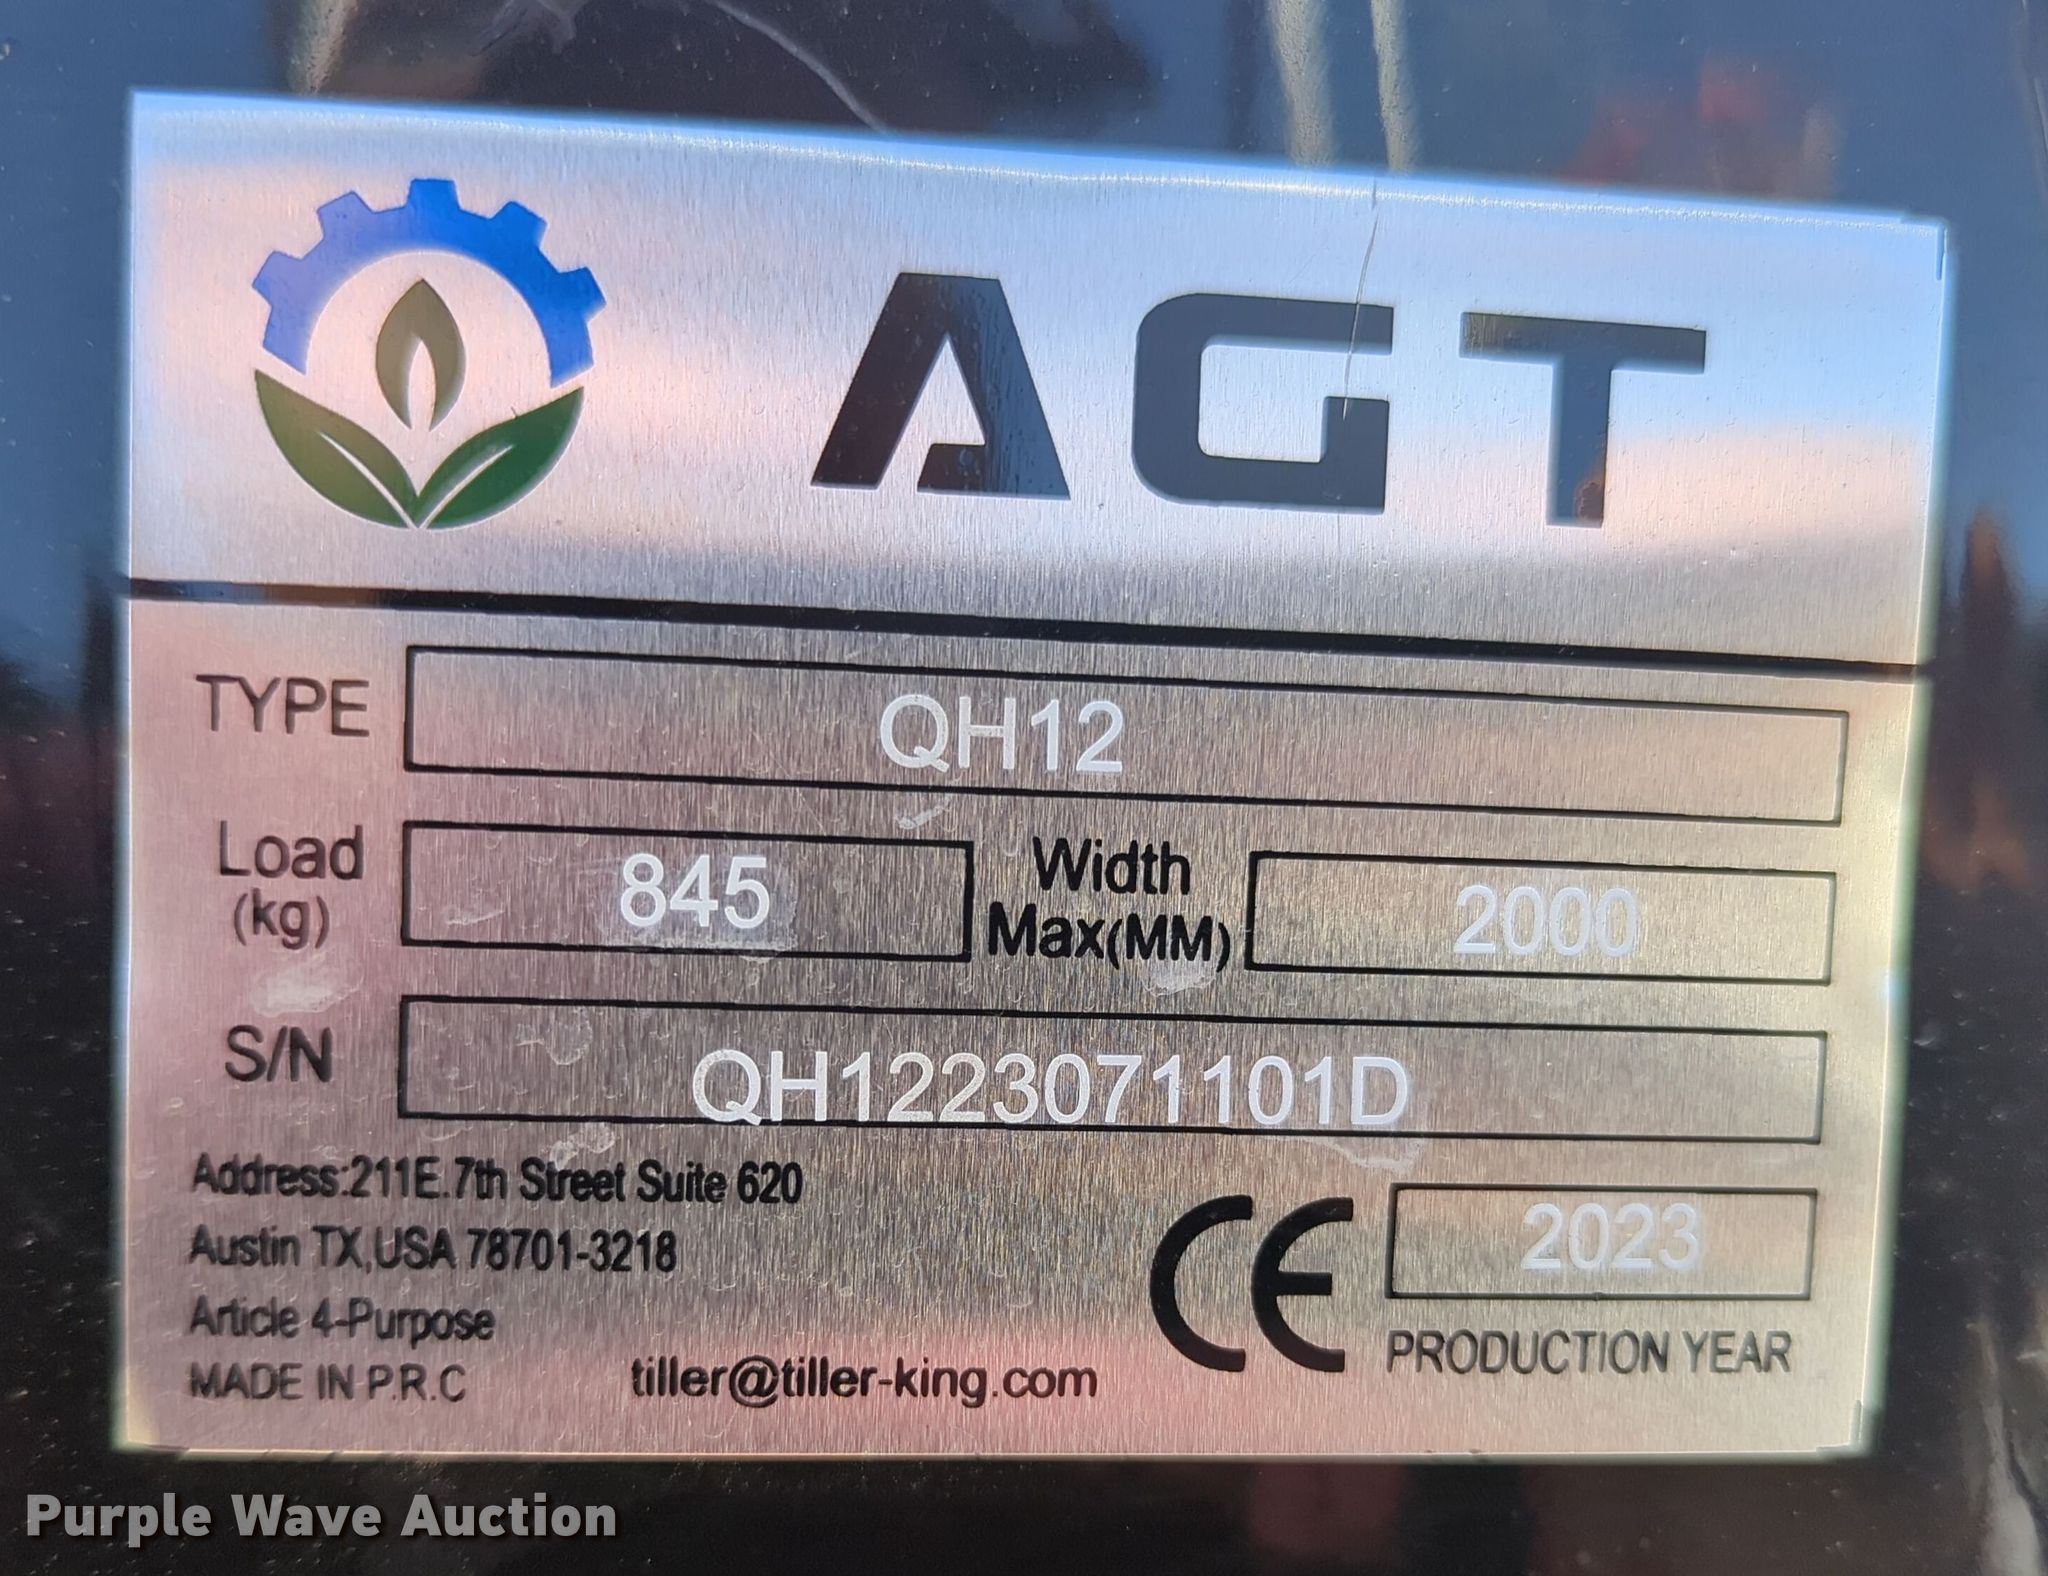 AGT
TYPE QH12
Load (kg) 845 Width Max(MM) 2000
S/N QH1223071101D
Address:211E.7th Street Suite 620
Austin TX,USA 78701-3218
Article 4-Purpose
MADE IN P.R.C
tiller@tiller-king.com
CE
2023
PRODUCTION YEAR
Purple Wave Auction